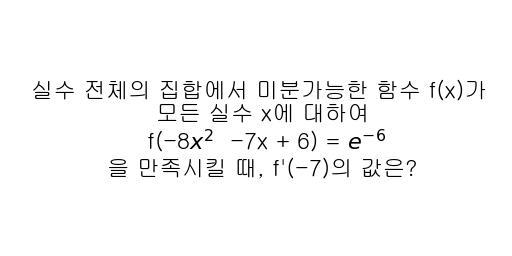 실수 전체의 집합에서 미분가능한 함수 f(x)가
모든 실수 x에 대하여
f(-8x² -7x + 6) = e⁻⁶
을 만족시킬 때, f'(-7)의 값은?